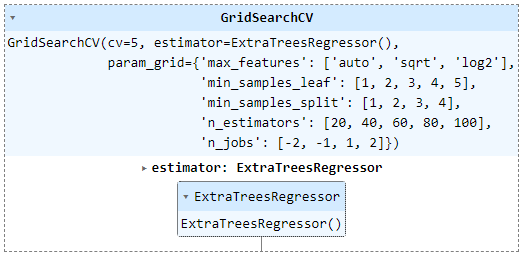 GridSearchCV
GridSearchCV(cv=5, estimator=ExtraTreesRegressor(),
param_grid={'max_features': ['auto', 'sqrt', 'log2'],
'min_samples_leaf': [1, 2, 3, 4, 5],
'min_samples_split': [1, 2, 3, 4],
'n_estimators': [20, 40, 60, 80, 100],
'n_jobs': [-2, -1, 1, 2]})
estimator: ExtraTreesRegressor
ExtraTreesRegressor
ExtraTreesRegressor()